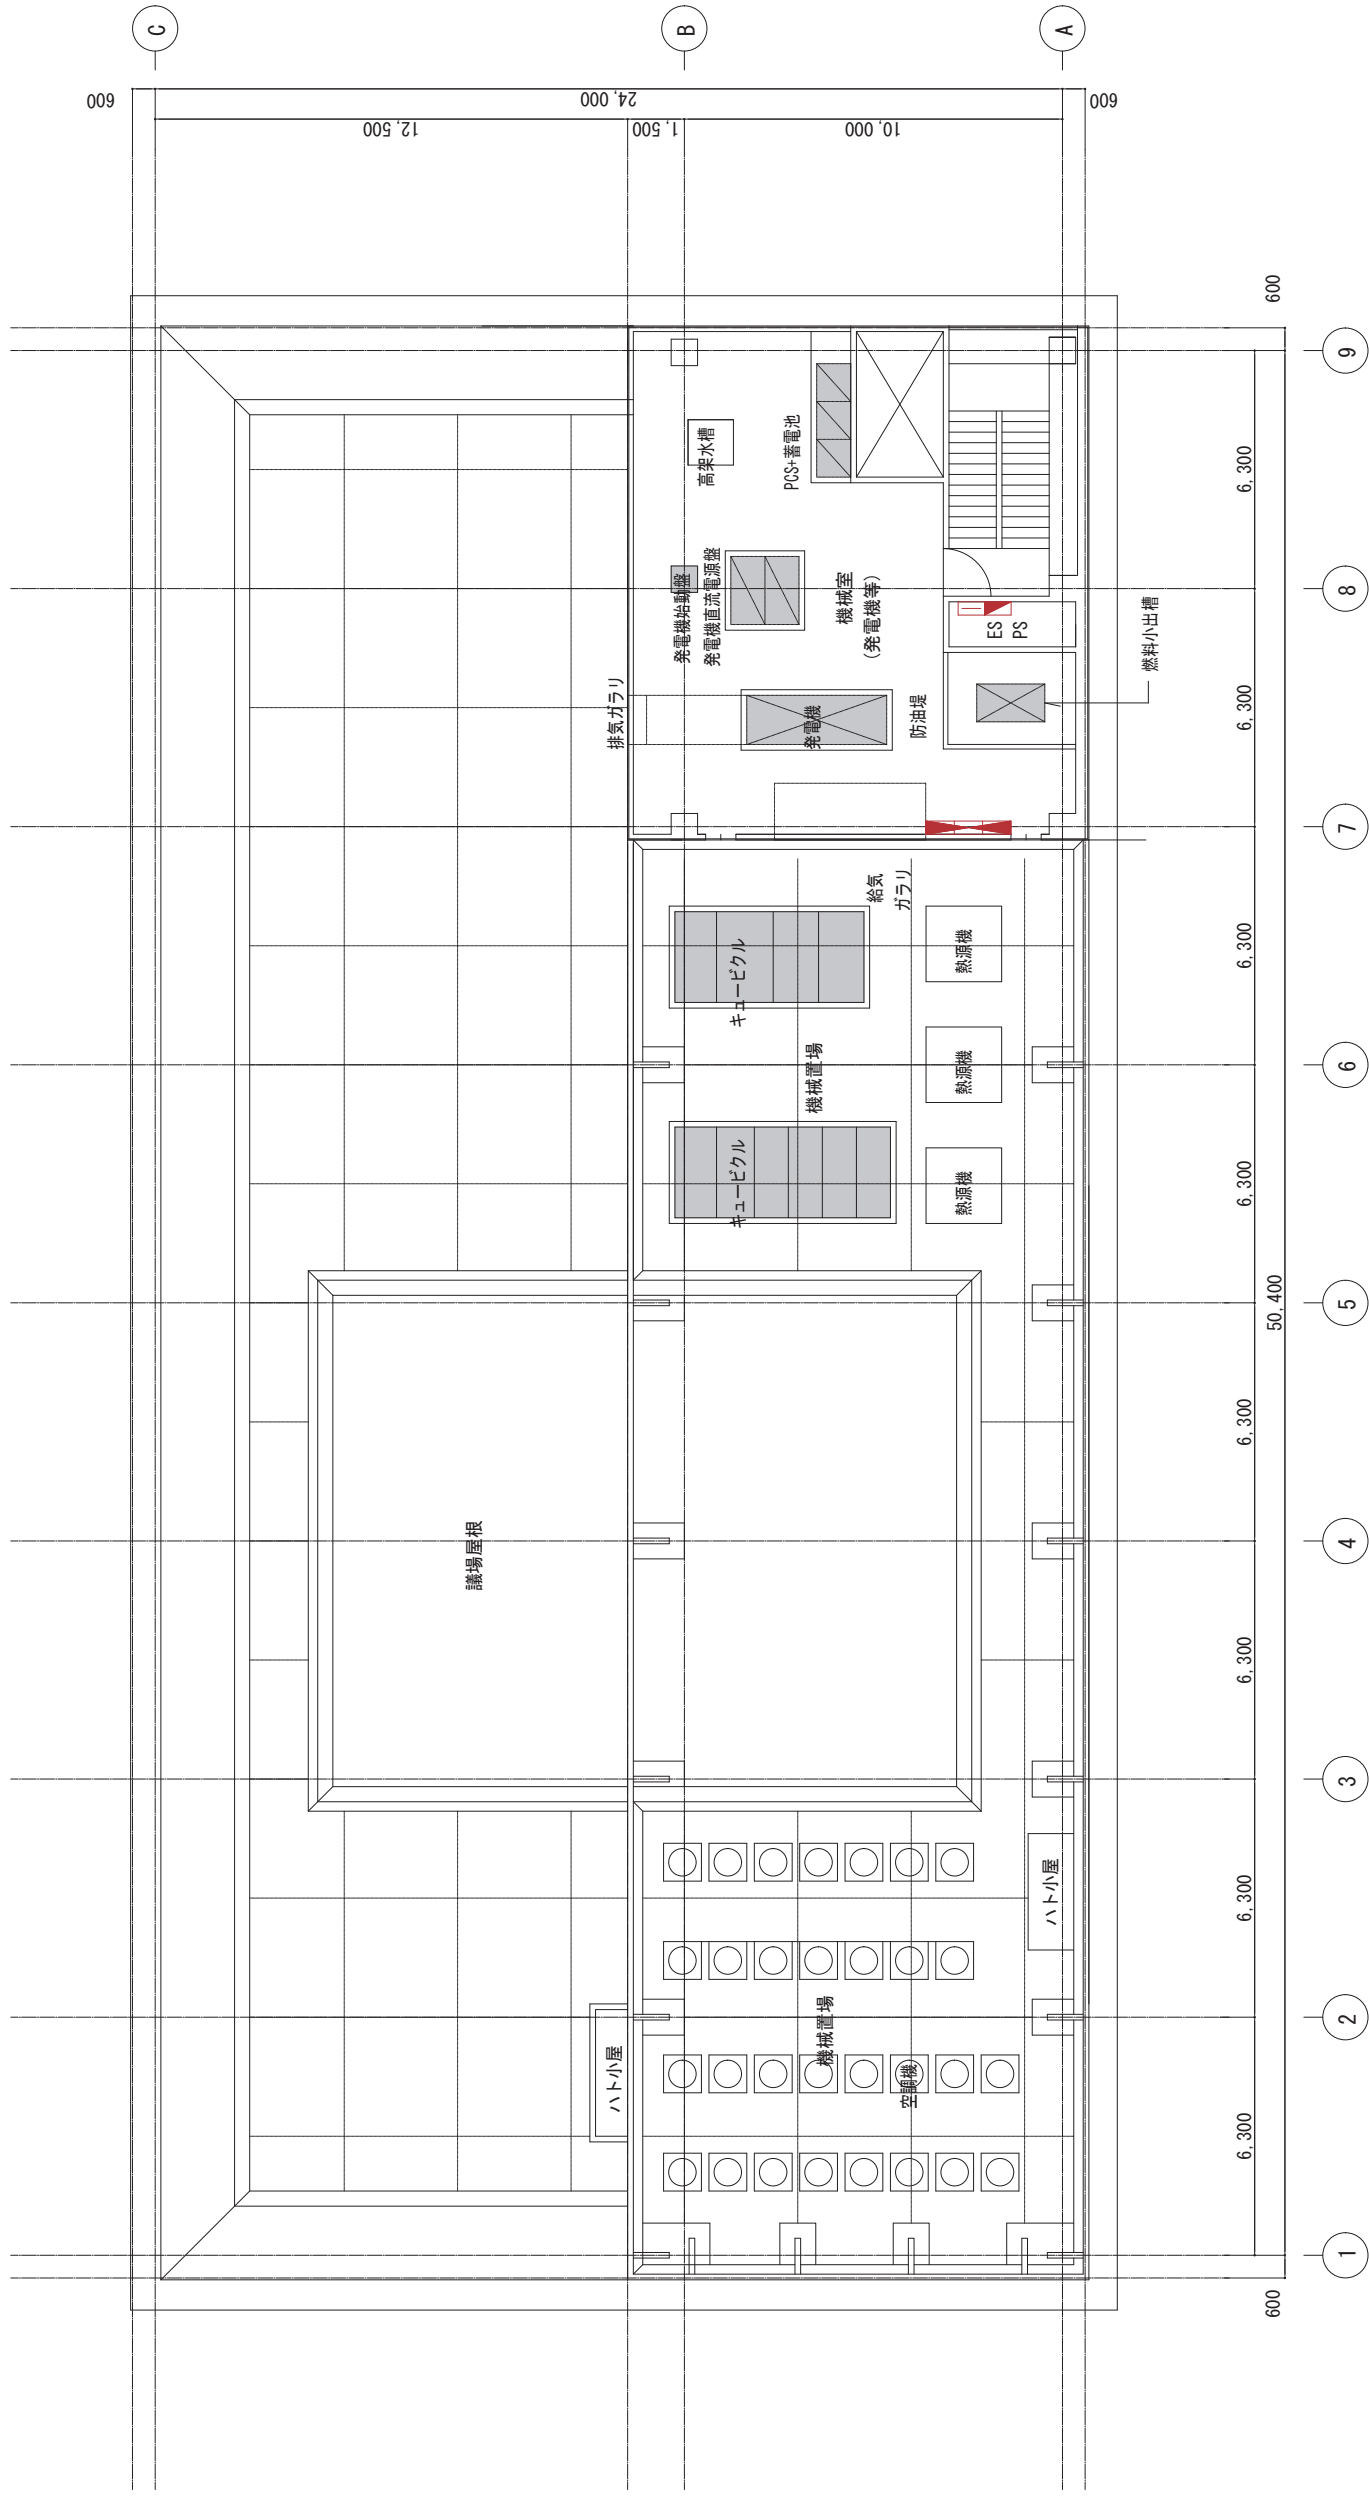 C
B
A
600
24,000
600
12,500
1,500
10,000
600
高架水槽
PCS+蓄電池
発電機始動盤
発電機直流電源盤
機械室
(発電機等)
ES
PS
燃料小出槽
排気ガラリ
発電機
防油堤
給気
ガラリ
キュービクル
熱源機
機械置場
熱源機
キュービクル
熱源機
議場屋根
ハト小屋
ハト小屋
機械置場
空調機
6,300
6,300
6,300
6,300
50,400
6,300
6,300
6,300
6,300
600
9
8
7
6
5
4
3
2
1